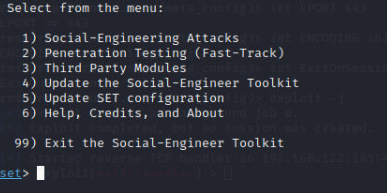 Select from the menu:
1) Social-Engineering Attacks
2) Penetration Testing (Fast-Track)
3) Third Party Modules
4) Update the Social-Engineer Toolkit
5) Update SET configuration
6) Help, Credits, and About
99) Exit the Social-Engineer Toolkit
set>